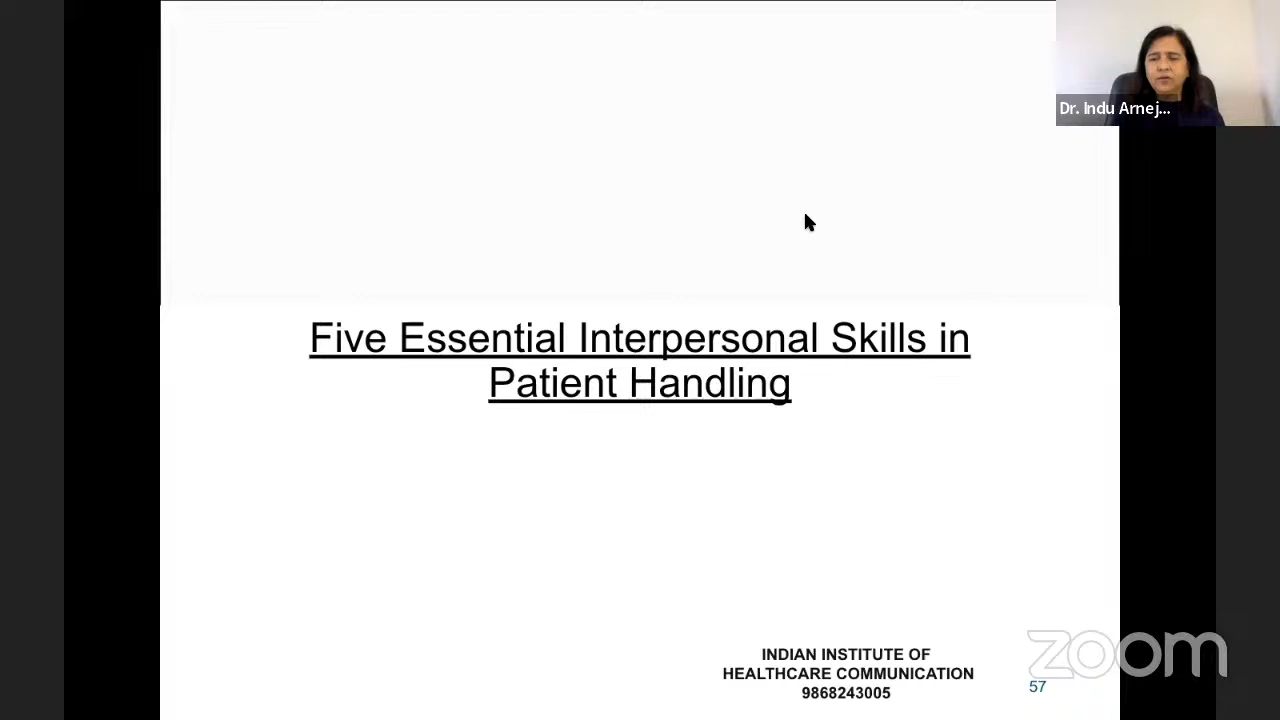 Dr. Indu Arnej...
Five Essential Interpersonal Skills in
Patient Handling
INDIAN INSTITUTE OF
HEALTHCARE COMMUNICATION
9868243005
57
zoom